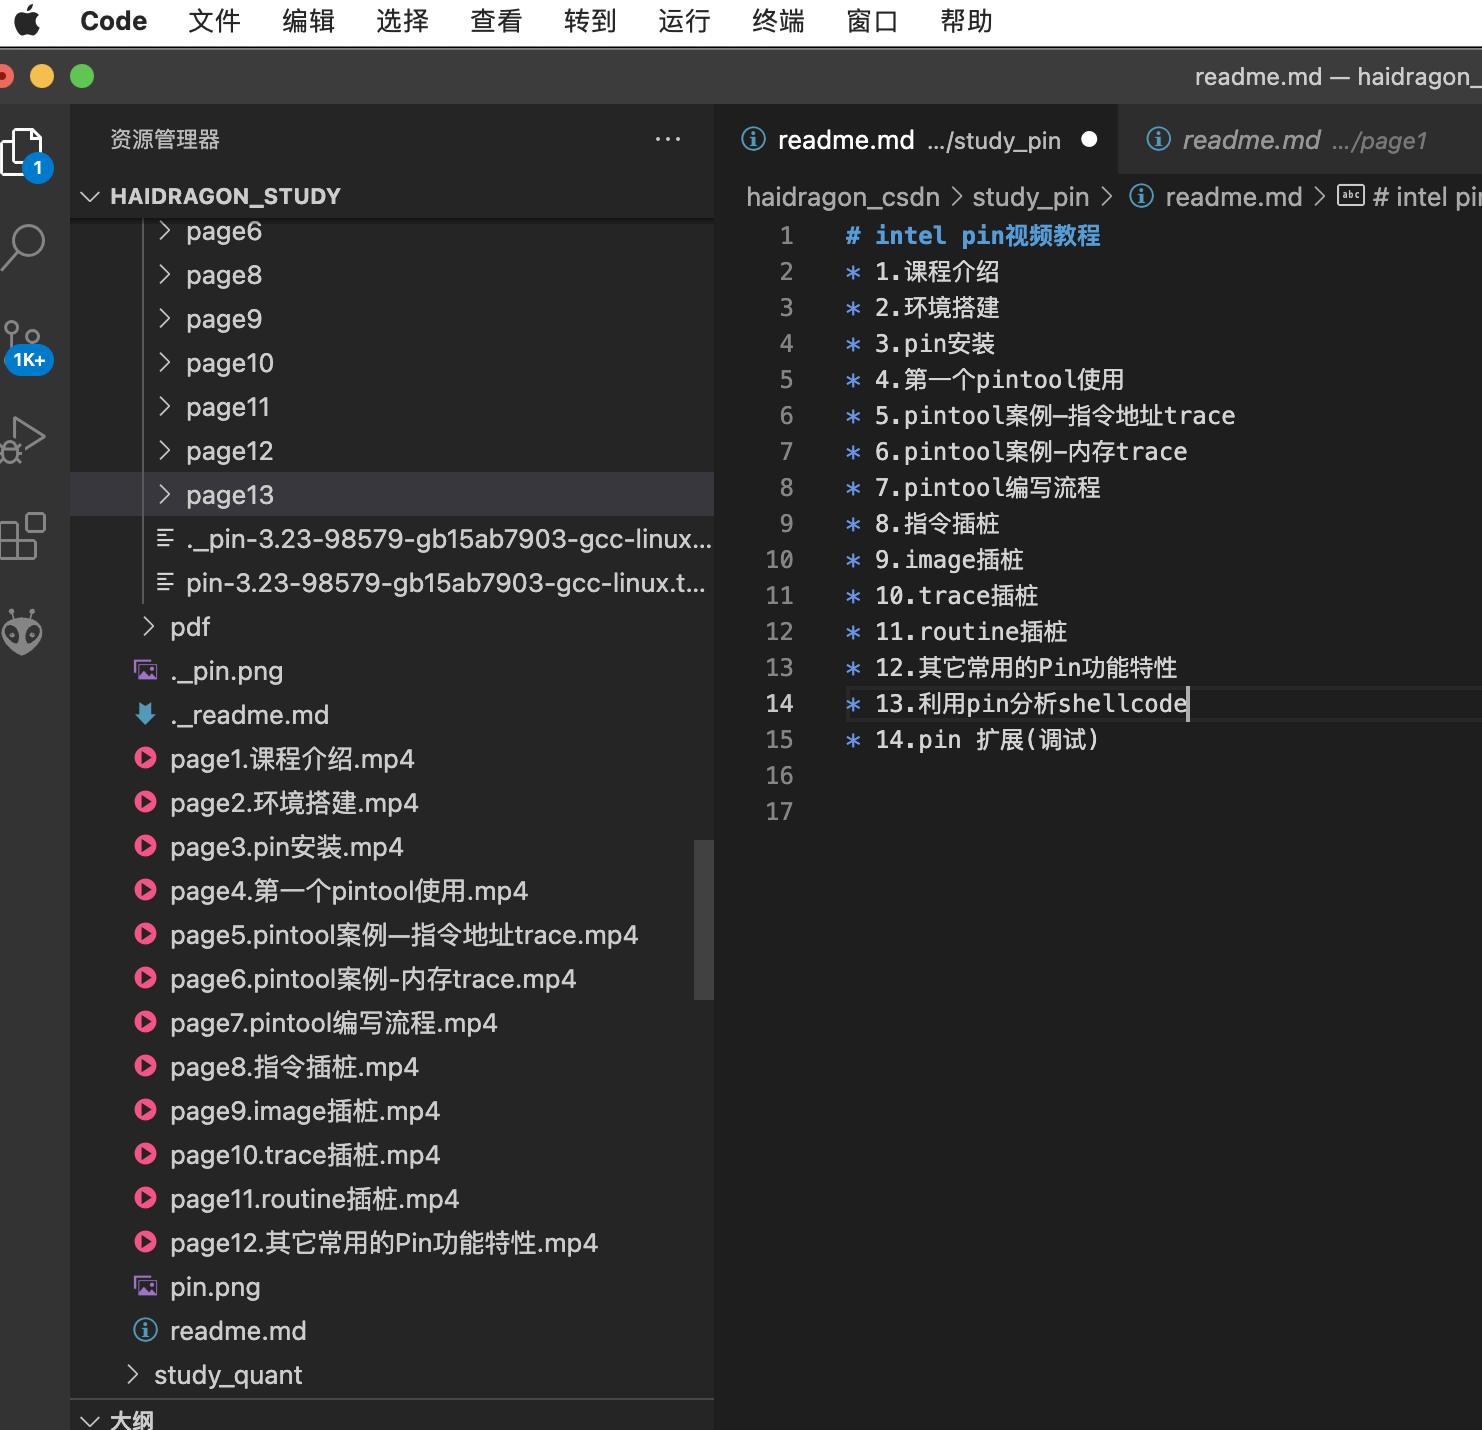 Code 文件 编辑 选择 查看 转到 运行 终端 窗口 帮助
readme.md — haidragon_
资源管理器
readme.md .../study_pin
readme.md .../page1
1
HAIDRAGON_STUDY
haidragon_csdn > study_pin > readme.md > abc # intel pin
page6
page8
page9
page10
page11
page12
page13
._pin-3.23-98579-gb15ab7903-gcc-linux...
pin-3.23-98579-gb15ab7903-gcc-linux.t...
pdf
._pin.png
._readme.md
page1.课程介绍.mp4
page2.环境搭建.mp4
page3.pin安装.mp4
page4.第一个pintool使用.mp4
page5.pintool案例—指令地址trace.mp4
page6.pintool案例-内存trace.mp4
page7.pintool编写流程.mp4
page8.指令插桩.mp4
page9.image插桩.mp4
page10.trace插桩.mp4
page11.routine插桩.mp4
page12.其它常用的Pin功能特性.mp4
pin.png
readme.md
study_quant
大纲
1K+
1 # intel pin视频教程
2 * 1.课程介绍
3 * 2.环境搭建
4 * 3.pin安装
5 * 4.第一个pintool使用
6 * 5.pintool案例—指令地址trace
7 * 6.pintool案例-内存trace
8 * 7.pintool编写流程
9 * 8.指令插桩
10 * 9.image插桩
11 * 10.trace插桩
12 * 11.routine插桩
13 * 12.其它常用的Pin功能特性
14 * 13.利用pin分析shellcode
15 * 14.pin 扩展(调试)
16
17